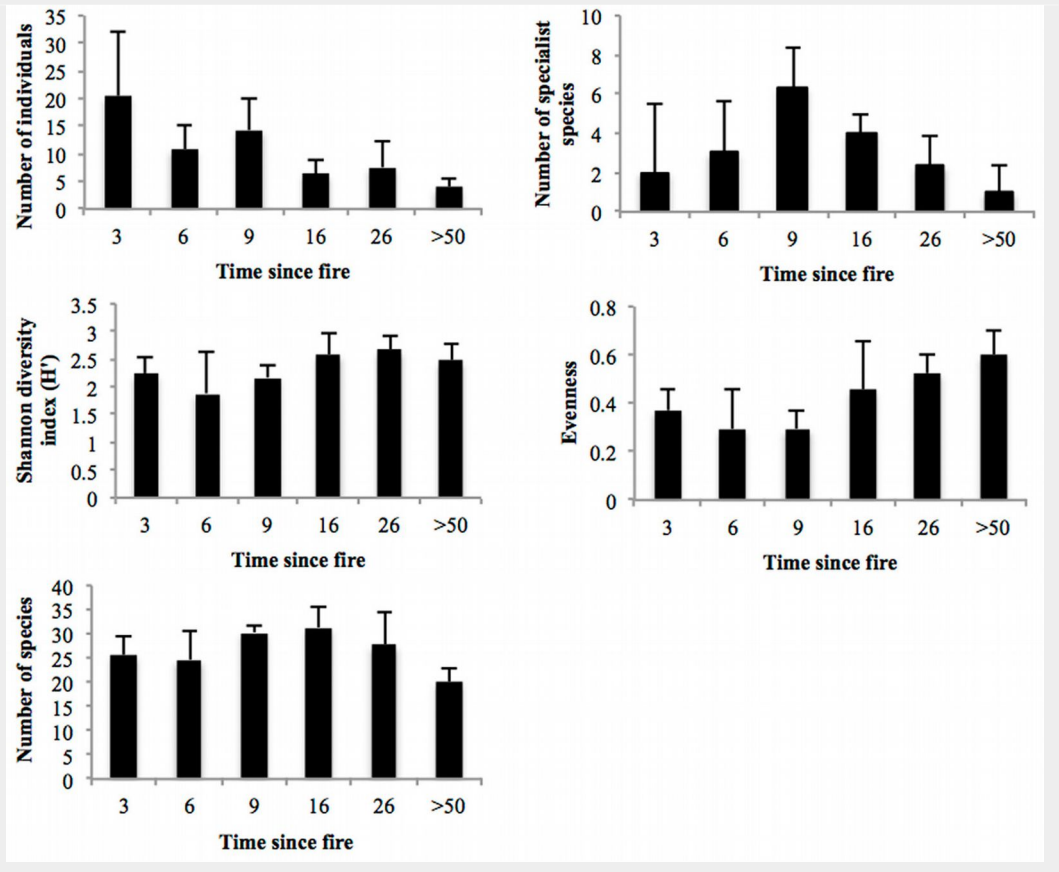 Number of individuals
35
30
25
20
15
10
5
0
3 6 9 16 26 >50
Time since fire
Number of specialist
species
10
8
6
4
2
0
3 6 9 16 26 >50
Time since fire
Shannon diversity
index (H')
3.5
3
2.5
2
1.5
1
0.5
0
3 6 9 16 26 >50
Time since fire
Evenness
0.8
0.6
0.4
0.2
0
3 6 9 16 26 >50
Time since fire
Number of species
40
35
30
25
20
15
10
5
0
3 6 9 16 26 >50
Time since fire